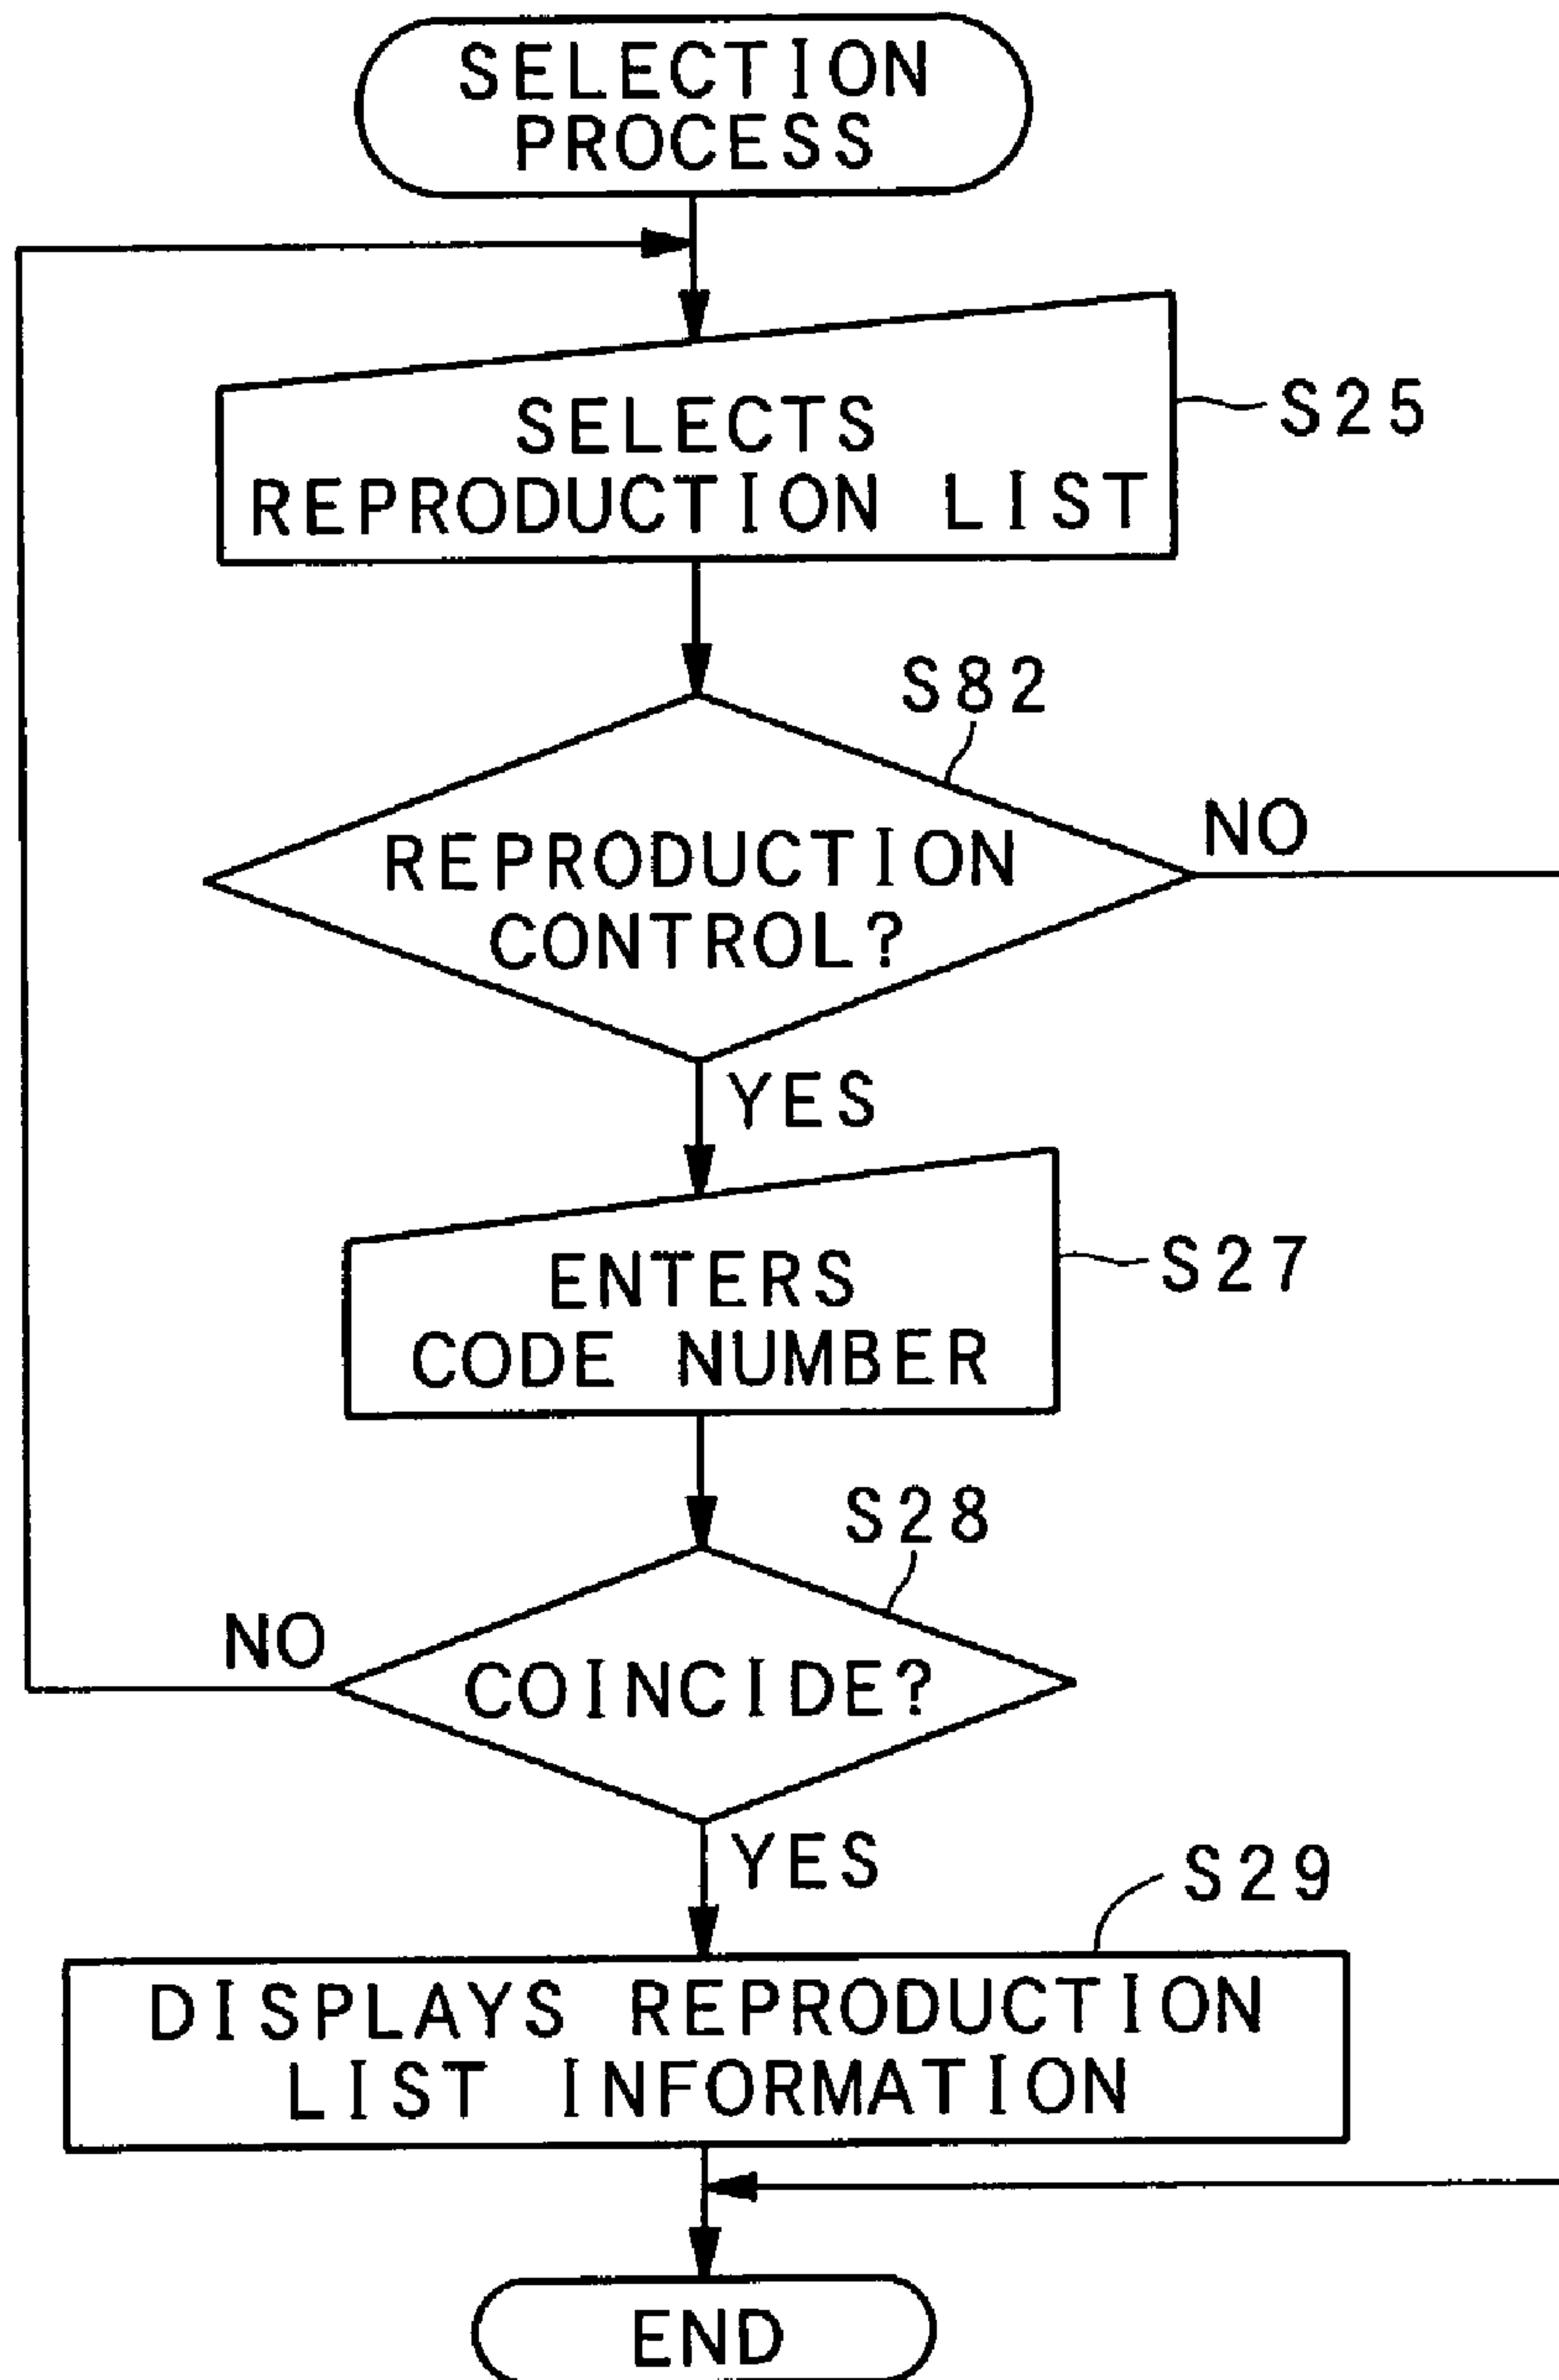 SELECTION
PROCESS
SELECTS
REPRODUCTION LIST
S25
S82
REPRODUCTION
CONTROL?
NO
YES
ENTERS
CODE NUMBER
S27
S28
COINCIDE?
NO
YES
S29
DISPLAYS REPRODUCTION
LIST INFORMATION
END